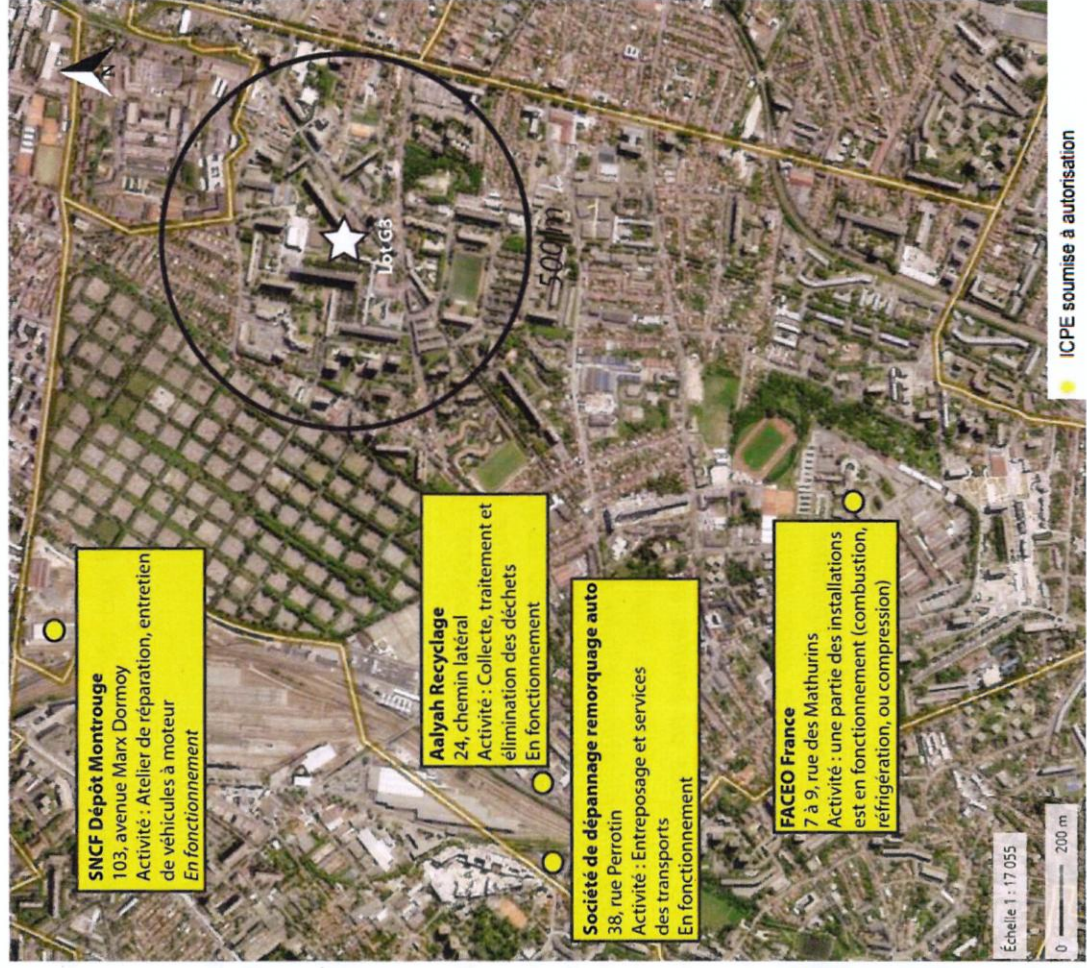 SNCF Dépôt Montrouge
103, avenue Marx Dormoy
Activité : Atelier de réparation, entretien
de véhicules à moteur
En fonctionnement
Aalyah Recyclage
24, chemin latéral
Activité : Collecte, traitement et
élimination des déchets
En fonctionnement
Société de dépannage remorquage auto
38, rue Perrotin
Activité : Entreposage et services
des transports
En fonctionnement
FACEO France
7 à 9, rue des Mathurins
Activité : une partie des installations
est en fonctionnement (combustion,
réfrigération, ou compression)
Lot G3
500 m
N
Échelle 1 : 17 055
0 200 m
ICPE soumise à autorisation